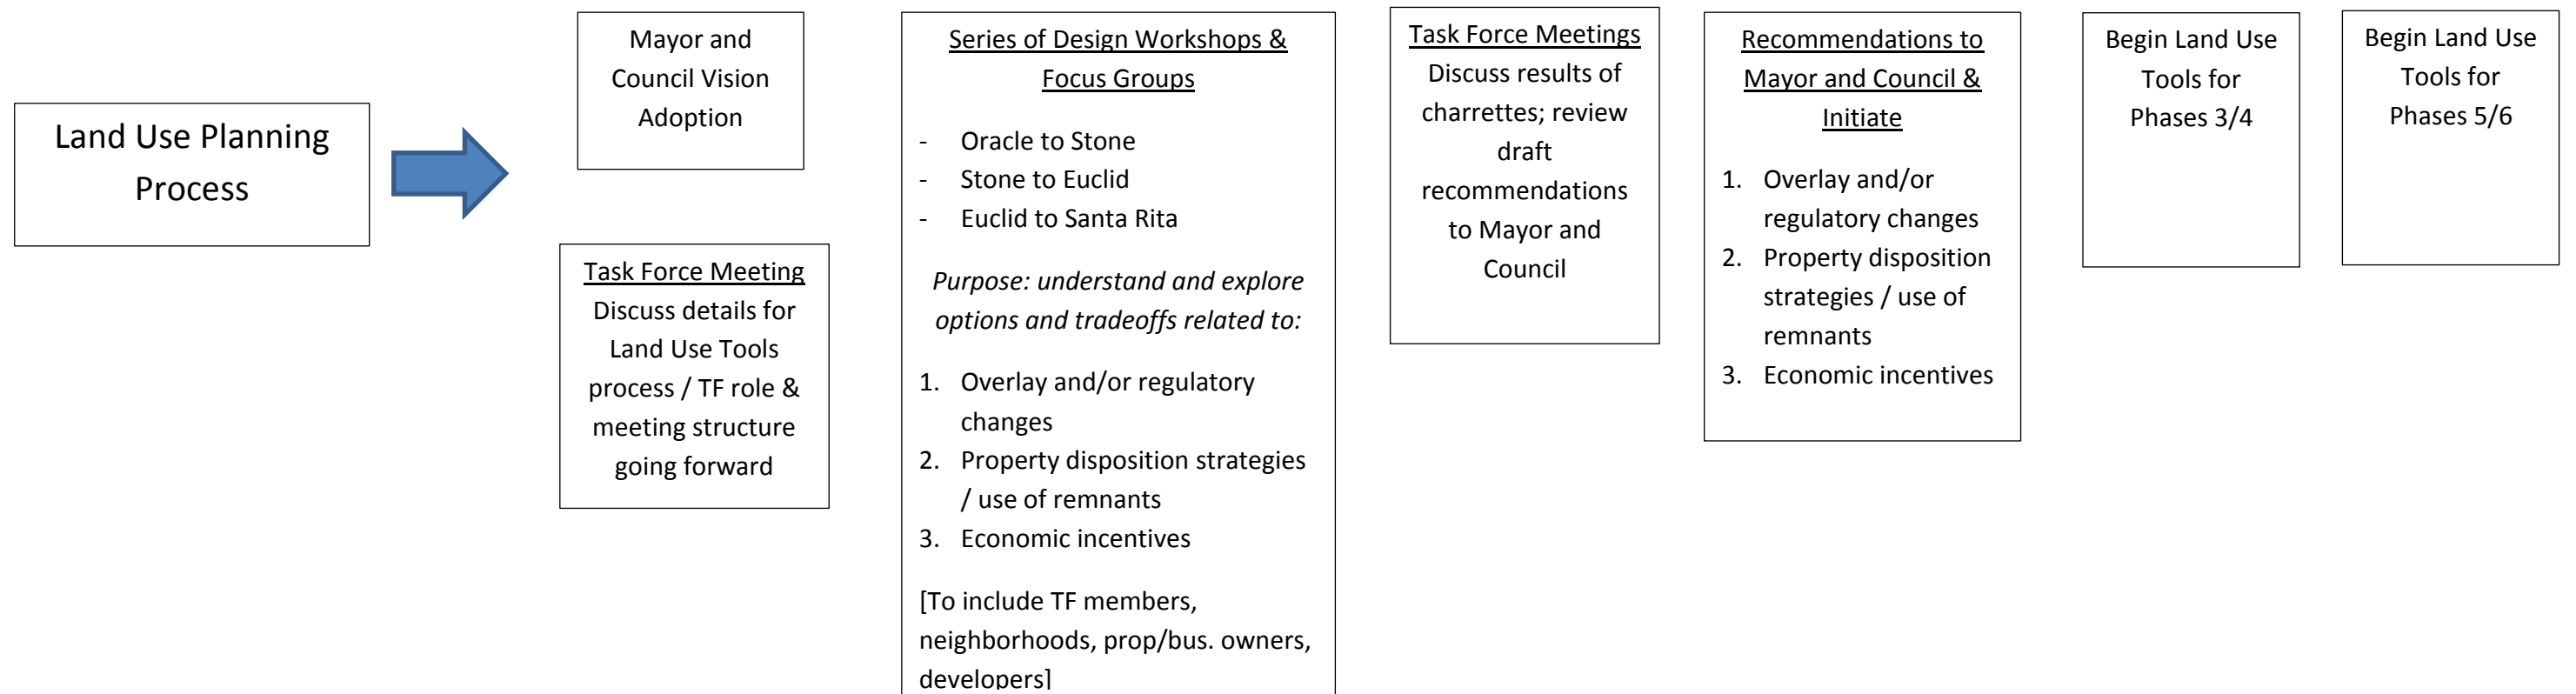 Land Use Planning
Process
Mayor and
Council Vision
Adoption
Task Force Meeting
Discuss details for
Land Use Tools
process / TF role &
meeting structure
going forward
Series of Design Workshops &
Focus Groups
- Oracle to Stone
- Stone to Euclid
- Euclid to Santa Rita
Purpose: understand and explore
options and tradeoffs related to:
1. Overlay and/or regulatory
changes
2. Property disposition strategies
/ use of remnants
3. Economic incentives
[To include TF members,
neighborhoods, prop/bus. owners,
developers]
Task Force Meetings
Discuss results of
charrettes; review
draft
recommendations
to Mayor and
Council
Recommendations to
Mayor and Council &
Initiate
1. Overlay and/or
regulatory changes
2. Property disposition
strategies / use of
remnants
3. Economic incentives
Begin Land Use
Tools for
Phases 3/4
Begin Land Use
Tools for
Phases 5/6